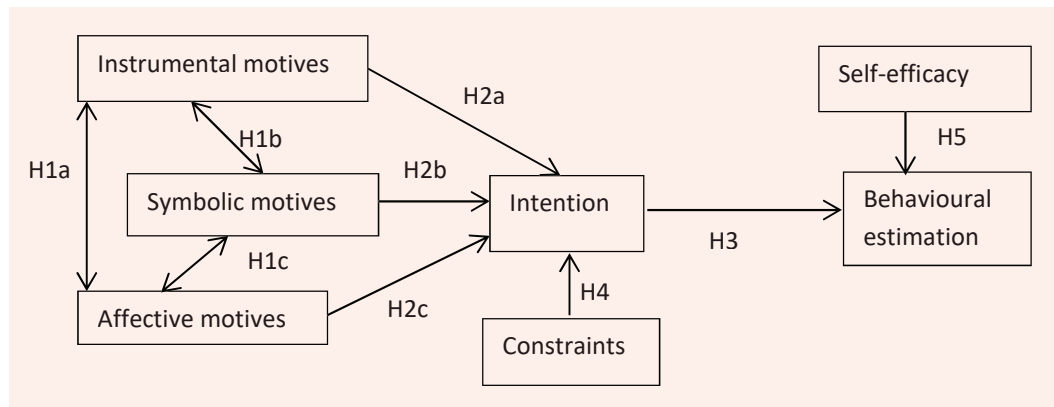 Instrumental motives
Self-efficacy
H2a
H1b
H5
H1a
H2b
Symbolic motives
Intention
Behavioural
estimation
H3
H1c
H4
H2c
Affective motives
Constraints